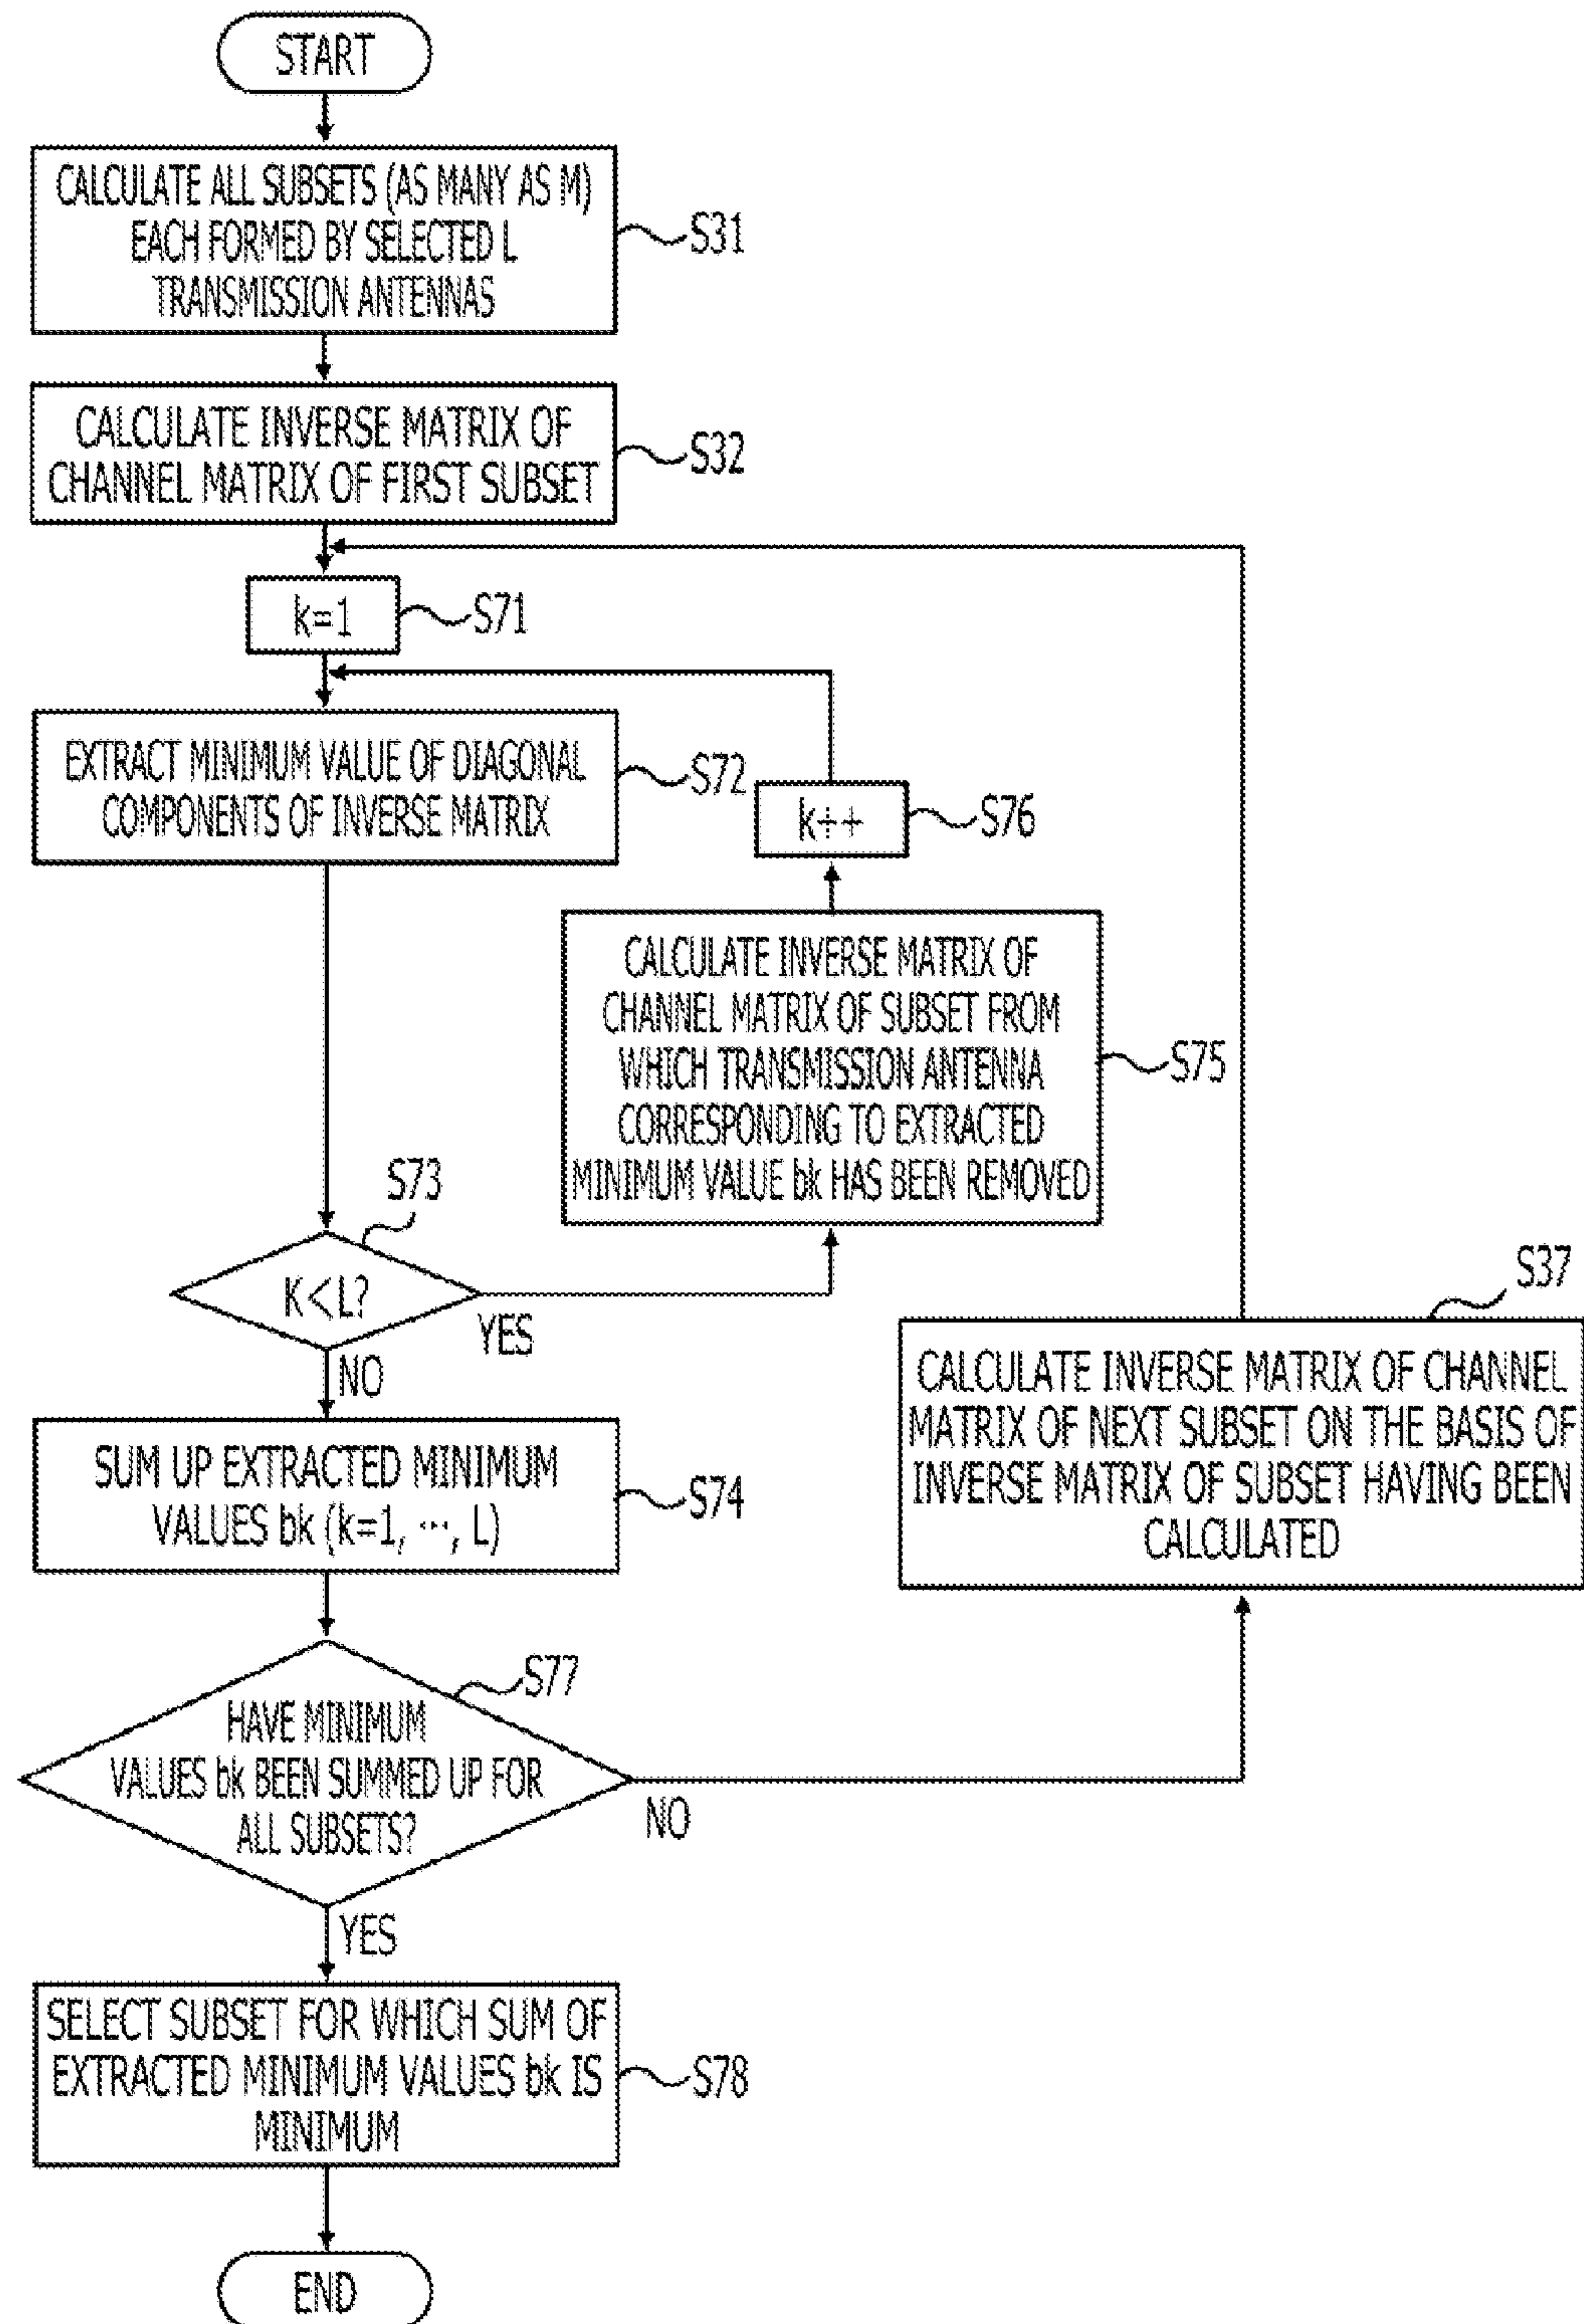 START
CALCULATE ALL SUBSETS (AS MANY AS M)
EACH FORMED BY SELECTED L
TRANSMISSION ANTENNAS
S31
CALCULATE INVERSE MATRIX OF
CHANNEL MATRIX OF FIRST SUBSET
S32
k=1
S71
EXTRACT MINIMUM VALUE OF DIAGONAL
COMPONENTS OF INVERSE MATRIX
S72
k++
S76
CALCULATE INVERSE MATRIX OF
CHANNEL MATRIX OF SUBSET FROM
WHICH TRANSMISSION ANTENNA
CORRESPONDING TO EXTRACTED
MINIMUM VALUE bk HAS BEEN REMOVED
S75
S73
K<L?
YES
NO
S37
CALCULATE INVERSE MATRIX OF CHANNEL
MATRIX OF NEXT SUBSET ON THE BASIS OF
INVERSE MATRIX OF SUBSET HAVING BEEN
CALCULATED
SUM UP EXTRACTED MINIMUM
VALUES bk (k=1, ⋯, L)
S74
S77
HAVE MINIMUM
VALUES bk BEEN SUMMED UP FOR
ALL SUBSETS?
NO
YES
SELECT SUBSET FOR WHICH SUM OF
EXTRACTED MINIMUM VALUES bk IS
MINIMUM
S78
END